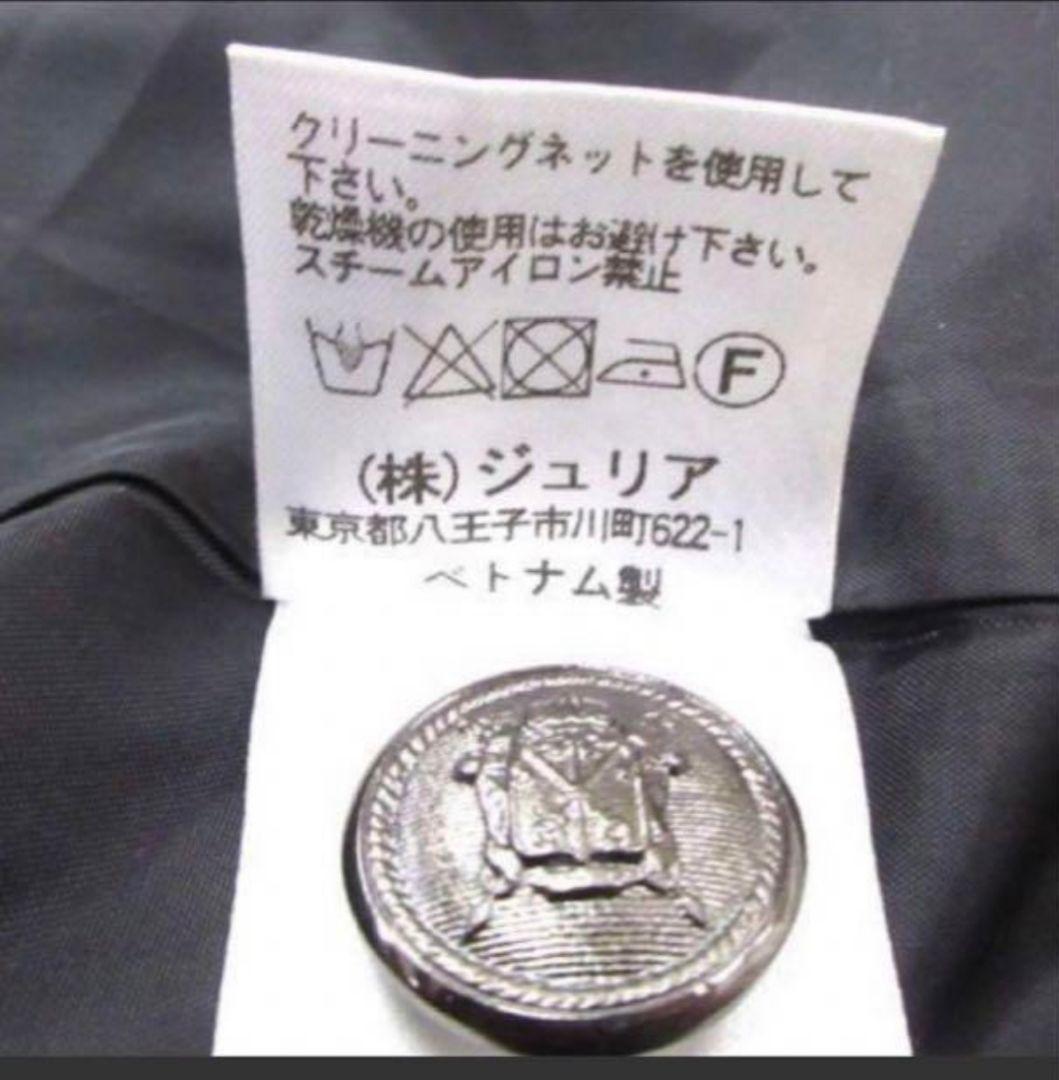 クリーニングネットを使用して
下さい。
乾燥機の使用はお避け下さい。
スチームアイロン禁止
F
(株)ジュリア
東京都八王子市川町622-1
ベトナム製